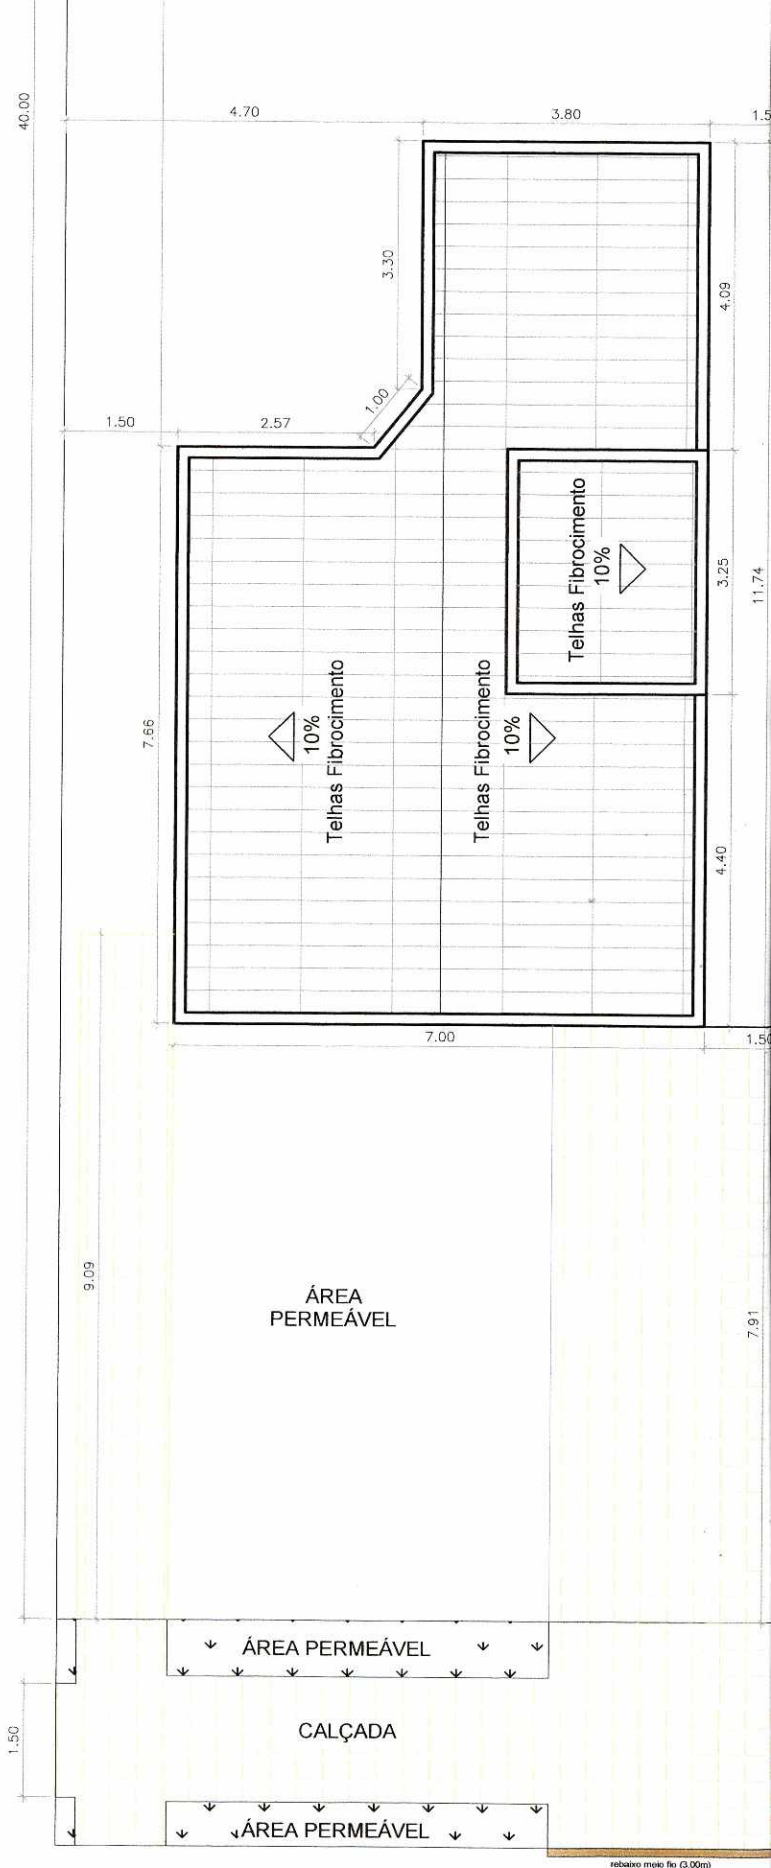 40.00
4.70
3.80
1.5
3.30
4.09
1.00
1.50
2.57
Telhas Fibrocimento
10%
3.25
11.74
7.66
10%
Telhas Fibrocimento
Telhas Fibrocimento
10%
4.40
7.00
1.50
9.09
ÁREA
PERMEÁVEL
7.91
ÁREA PERMEÁVEL
1.50
CALÇADA
ÁREA PERMEÁVEL
rebaixo meio fio (3.00m)